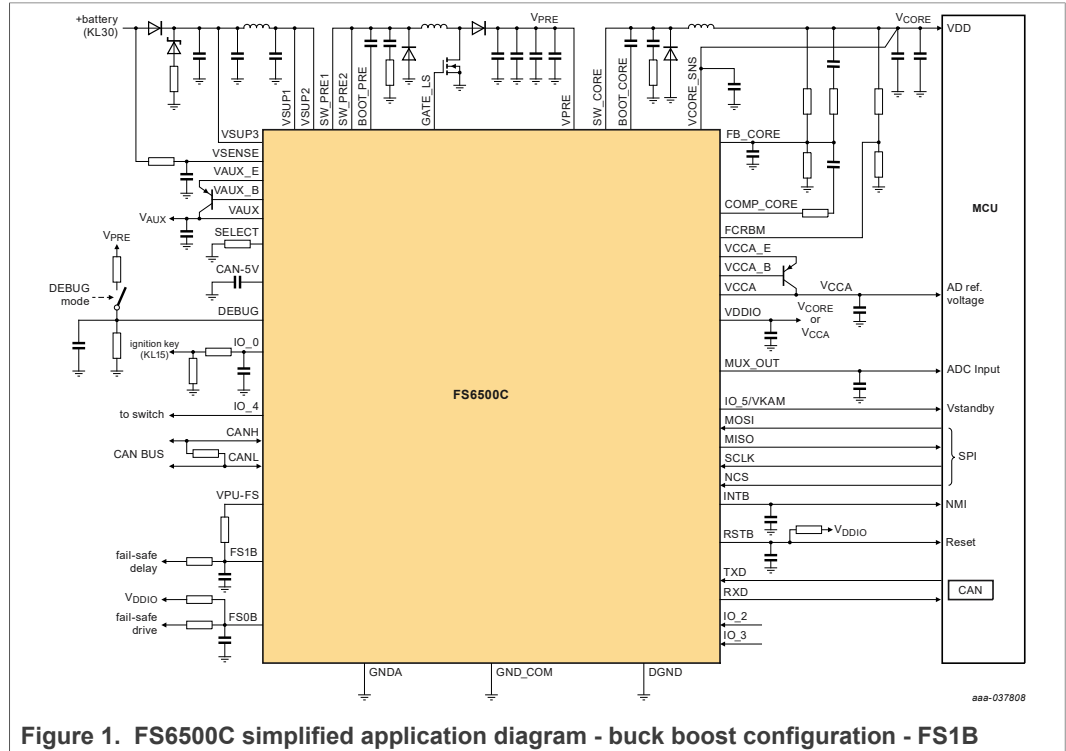 +battery
(KL30)
VPRE
VCORE
VDD
VSUP1
VSUP2
SW_PRE1
SW_PRE2
BOOT_PRE
GATE_LS
VPRE
SW_CORE
BOOT_CORE
VCORE_SNS
VSUP3
VSENSE
VAUX_E
VAUX_B
VAUX
VAUX
SELECT
VPRE
CAN-5V
DEBUG
mode
DEBUG
ignition key
(KL15)
IO_0
to switch
IO_4
CANH
CAN BUS
CANL
VPU-FS
fail-safe
delay
FS1B
VDDIO
fail-safe
drive
FS0B
FS6500C
FB_CORE
COMP_CORE
FCRBM
VCCA_E
VCCA_B
VCCA
VCCA
VDDIO
VCORE
or
VCCA
MUX_OUT
IO_5/VKAM
MOSI
MISO
SCLK
NCS
INTB
RSTB
VDDIO
TXD
RXD
IO_2
IO_3
MCU
AD ref.
voltage
ADC Input
Vstandby
SPI
NMI
Reset
CAN
GNDA
GND_COM
DGND
aaa-037808
Figure 1. FS6500C simplified application diagram - buck boost configuration - FS1B